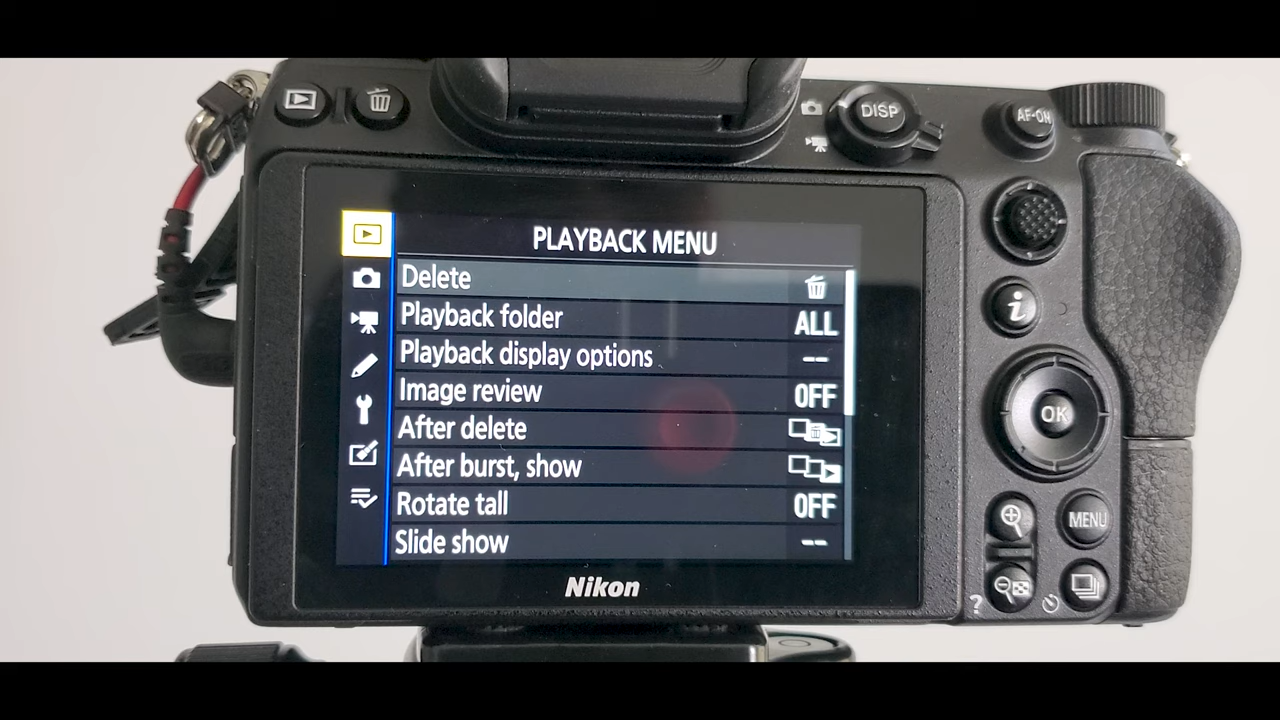 DISP
AF-ON
PLAYBACK MENU
Delete
Playback folder ALL
Playback display options --
Image review OFF
After delete
After burst, show
Rotate tall OFF
Slide show --
i
OK
MENU
?
Nikon